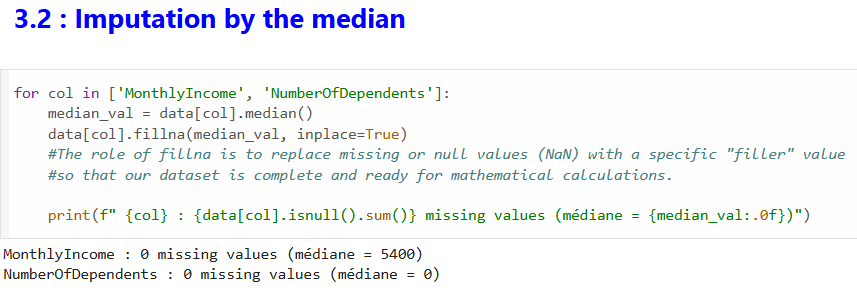 3.2 : Imputation by the median
for col in ['MonthlyIncome', 'NumberOfDependents']:
    median_val = data[col].median()
    data[col].fillna(median_val, inplace=True)
    #The role of fillna is to replace missing or null values (NaN) with a specific "filler" value
    #so that our dataset is complete and ready for mathematical calculations.
    print(f" {col} : {data[col].isnull().sum()} missing values (médiane = {median_val:.0f})")
MonthlyIncome : 0 missing values (médiane = 5400)
NumberOfDependents : 0 missing values (médiane = 0)